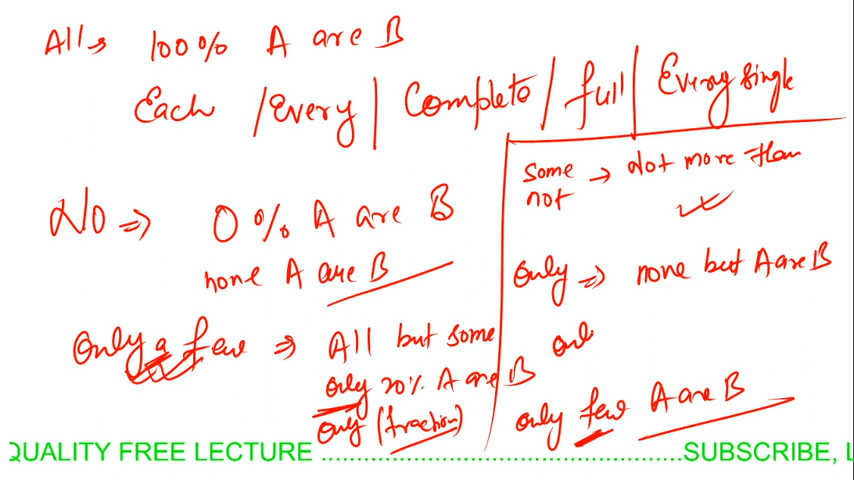 All → 100% A are B
Each / Every | Complete / full | Every single
No ⇒ 0% A are B
none A are B
Only a few ⇒ All but some
only 20% A are B
only (fraction)
some not → Not more than
Only ⇒ none but A are B
onl
only few A are B
QUALITY FREE LECTURE ..................................................SUBSCRIBE, L